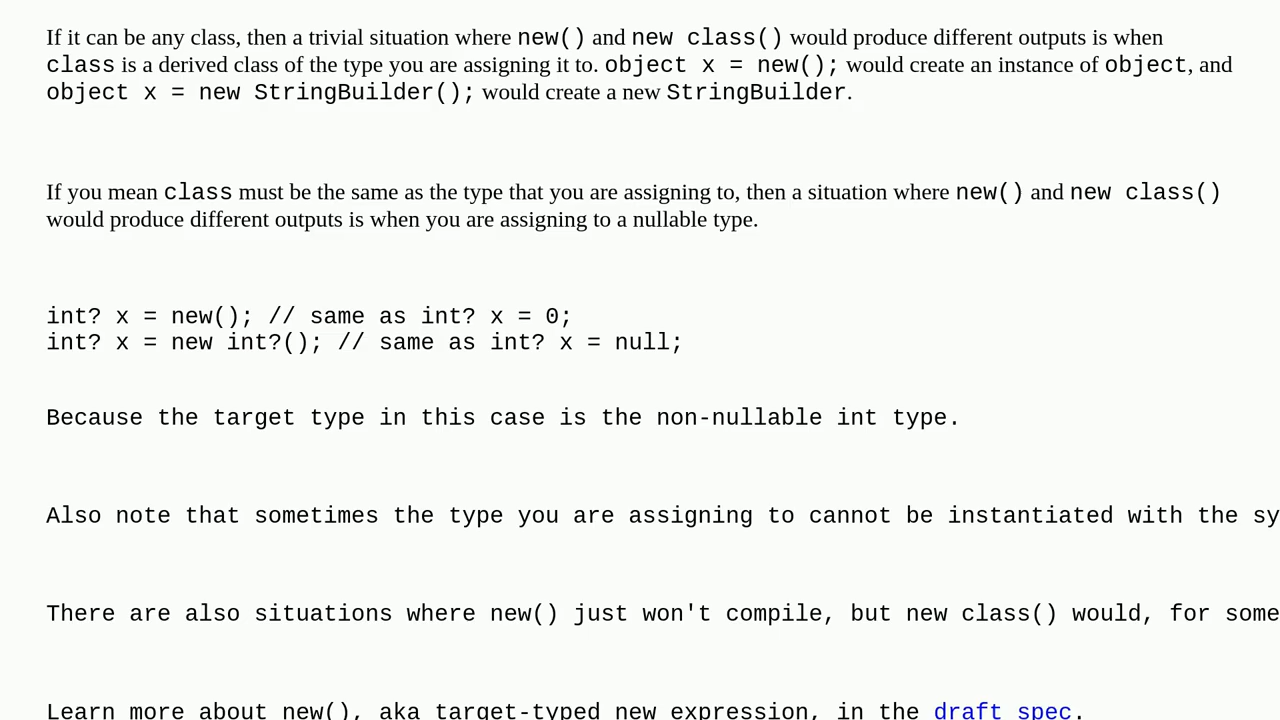 If it can be any class, then a trivial situation where new() and new class() would produce different outputs is when
class is a derived class of the type you are assigning it to. object x = new(); would create an instance of object, and
object x = new StringBuilder(); would create a new StringBuilder.
If you mean class must be the same as the type that you are assigning to, then a situation where new() and new class()
would produce different outputs is when you are assigning to a nullable type.
int? x = new(); // same as int? x = 0;
int? x = new int?(); // same as int? x = null;
Because the target type in this case is the non-nullable int type.
Also note that sometimes the type you are assigning to cannot be instantiated with the sy
There are also situations where new() just won't compile, but new class() would, for some
Learn more about new(), aka target-typed new expression, in the draft spec.